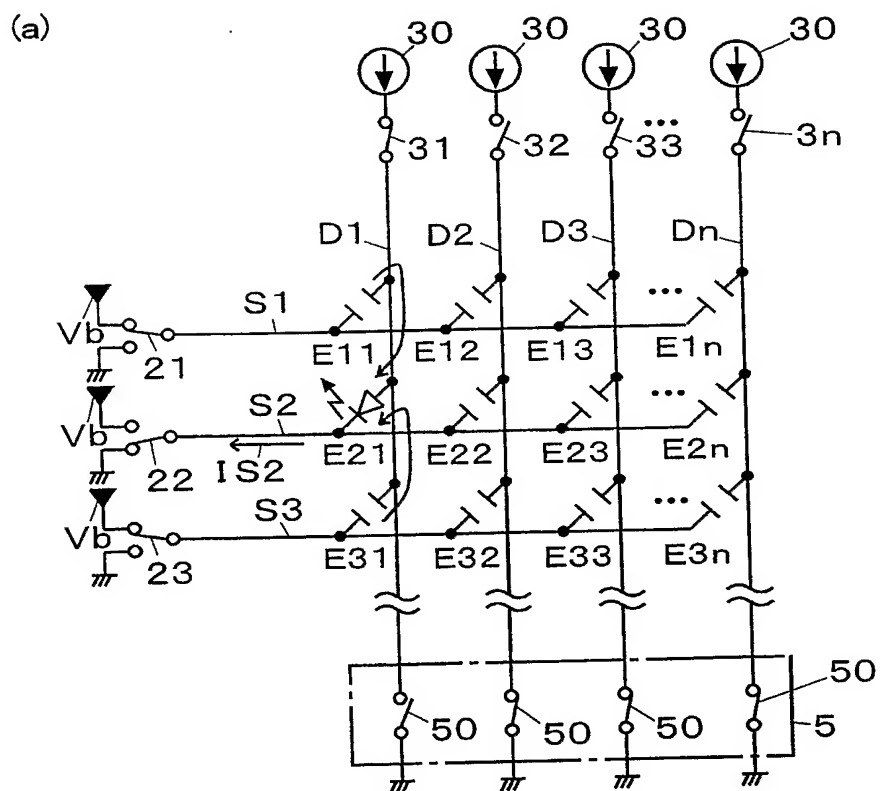 (a)
30 30 30 30
31 32 33 ... 3n
D1 D2 D3 Dn
Vb 21 S1 E11 E12 E13 ... E1n
Vb 22 S2 IS2 E21 E22 E23 ... E2n
Vb 23 S3 E31 E32 E33 ... E3n
50 50 50 50 5